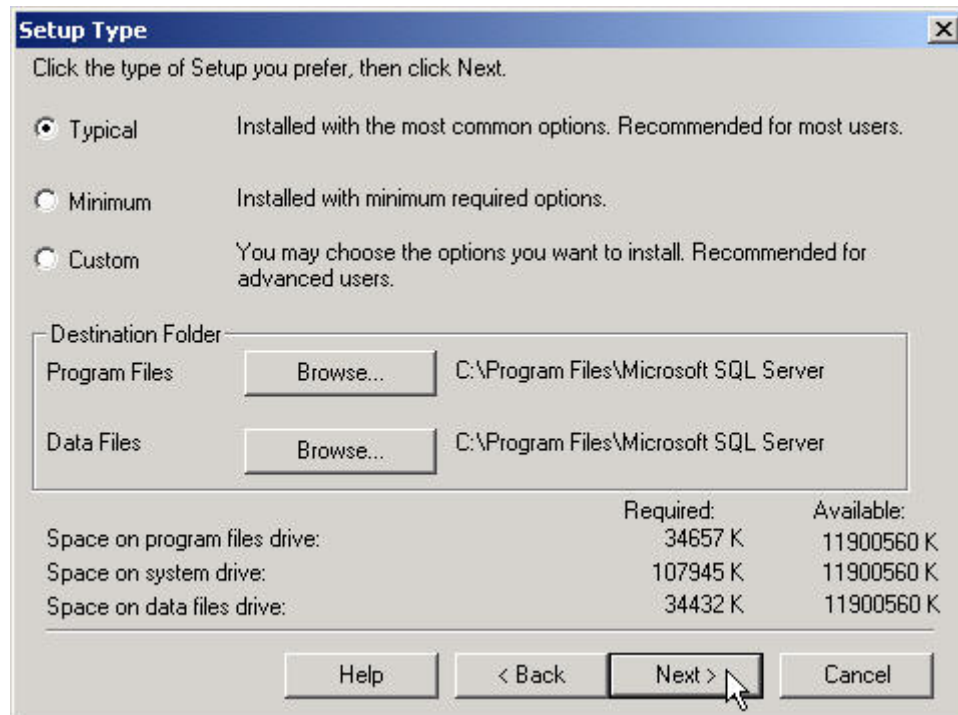 Setup Type
Click the type of Setup you prefer, then click Next.
Typical Installed with the most common options. Recommended for most users.
Minimum Installed with minimum required options.
Custom You may choose the options you want to install. Recommended for
advanced users.
Destination Folder
Program Files Browse... C:\Program Files\Microsoft SQL Server
Data Files Browse... C:\Program Files\Microsoft SQL Server
Required: Available:
Space on program files drive: 34657 K 11900560 K
Space on system drive: 107945 K 11900560 K
Space on data files drive: 34432 K 11900560 K
Help < Back Next > Cancel